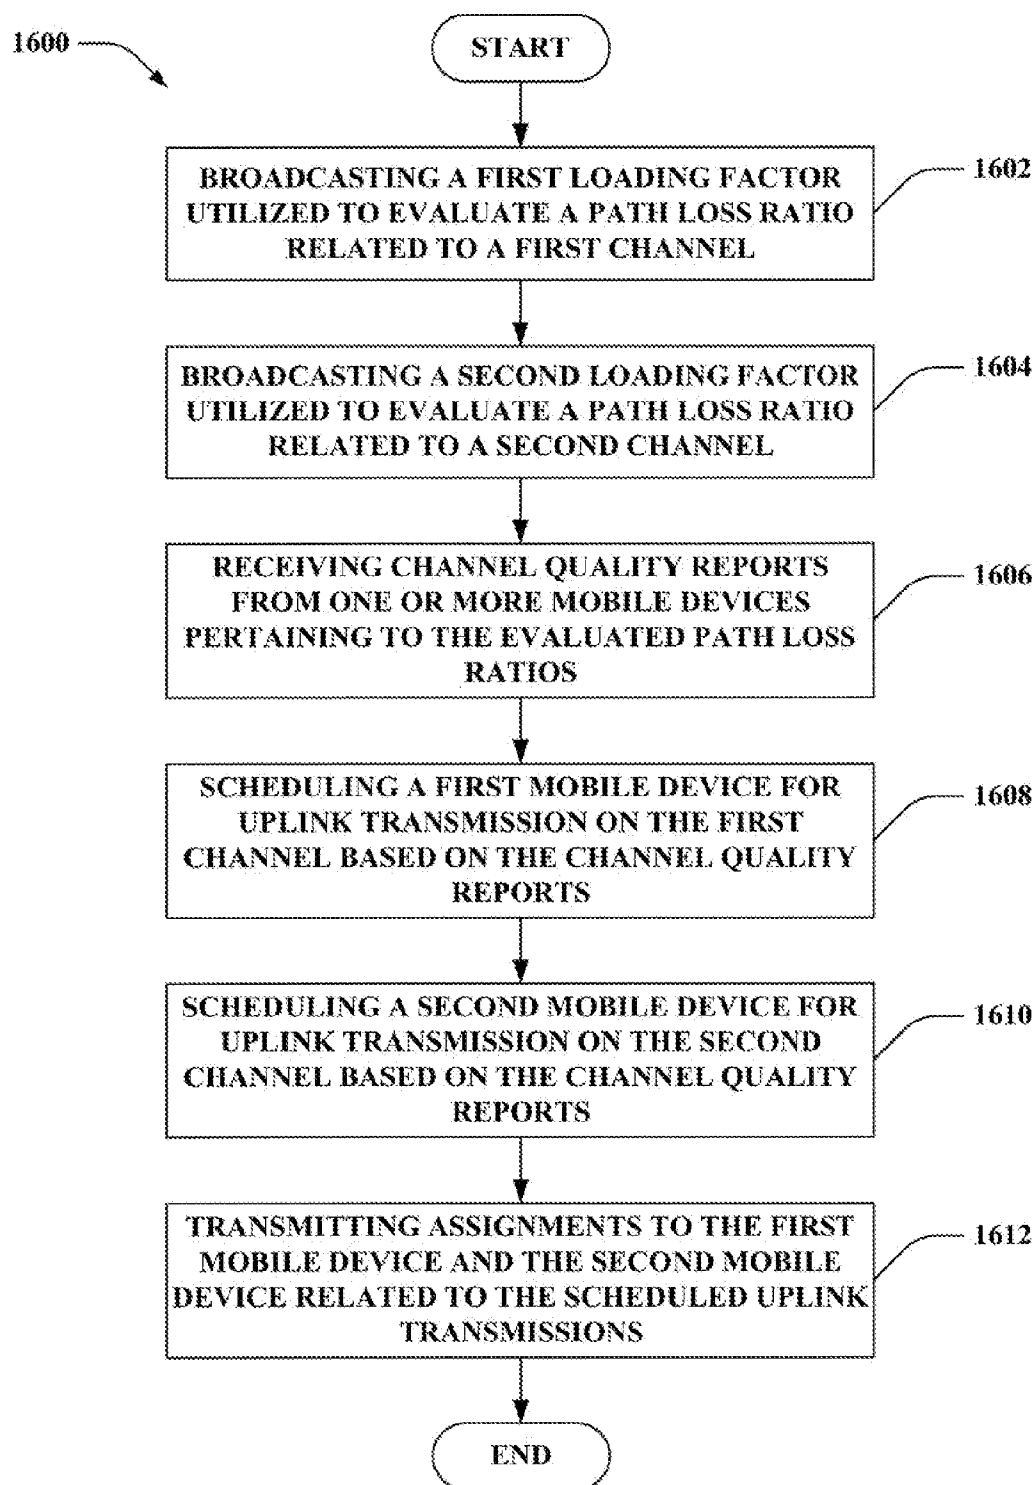 1600
START
BROADCASTING A FIRST LOADING FACTOR
UTILIZED TO EVALUATE A PATH LOSS RATIO
RELATED TO A FIRST CHANNEL
1602
BROADCASTING A SECOND LOADING FACTOR
UTILIZED TO EVALUATE A PATH LOSS RATIO
RELATED TO A SECOND CHANNEL
1604
RECEIVING CHANNEL QUALITY REPORTS
FROM ONE OR MORE MOBILE DEVICES
PERTAINING TO THE EVALUATED PATH LOSS
RATIOS
1606
SCHEDULING A FIRST MOBILE DEVICE FOR
UPLINK TRANSMISSION ON THE FIRST
CHANNEL BASED ON THE CHANNEL QUALITY
REPORTS
1608
SCHEDULING A SECOND MOBILE DEVICE FOR
UPLINK TRANSMISSION ON THE SECOND
CHANNEL BASED ON THE CHANNEL QUALITY
REPORTS
1610
TRANSMITTING ASSIGNMENTS TO THE FIRST
MOBILE DEVICE AND THE SECOND MOBILE
DEVICE RELATED TO THE SCHEDULED UPLINK
TRANSMISSIONS
1612
END